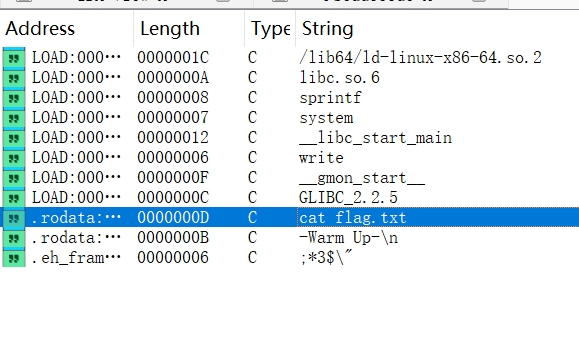 Address Length Type String
LOAD:000··· 0000001C C /lib64/ld-linux-x86-64.so.2
LOAD:000··· 0000000A C libc.so.6
LOAD:000··· 00000008 C sprintf
LOAD:000··· 00000007 C system
LOAD:000··· 00000012 C __libc_start_main
LOAD:000··· 00000006 C write
LOAD:000··· 0000000F C __gmon_start__
LOAD:000··· 0000000C C GLIBC_2.2.5
.rodata:··· 0000000D C cat flag.txt
.rodata:··· 0000000B C -Warm Up-\n
.eh_fram··· 00000006 C ;*3$\"